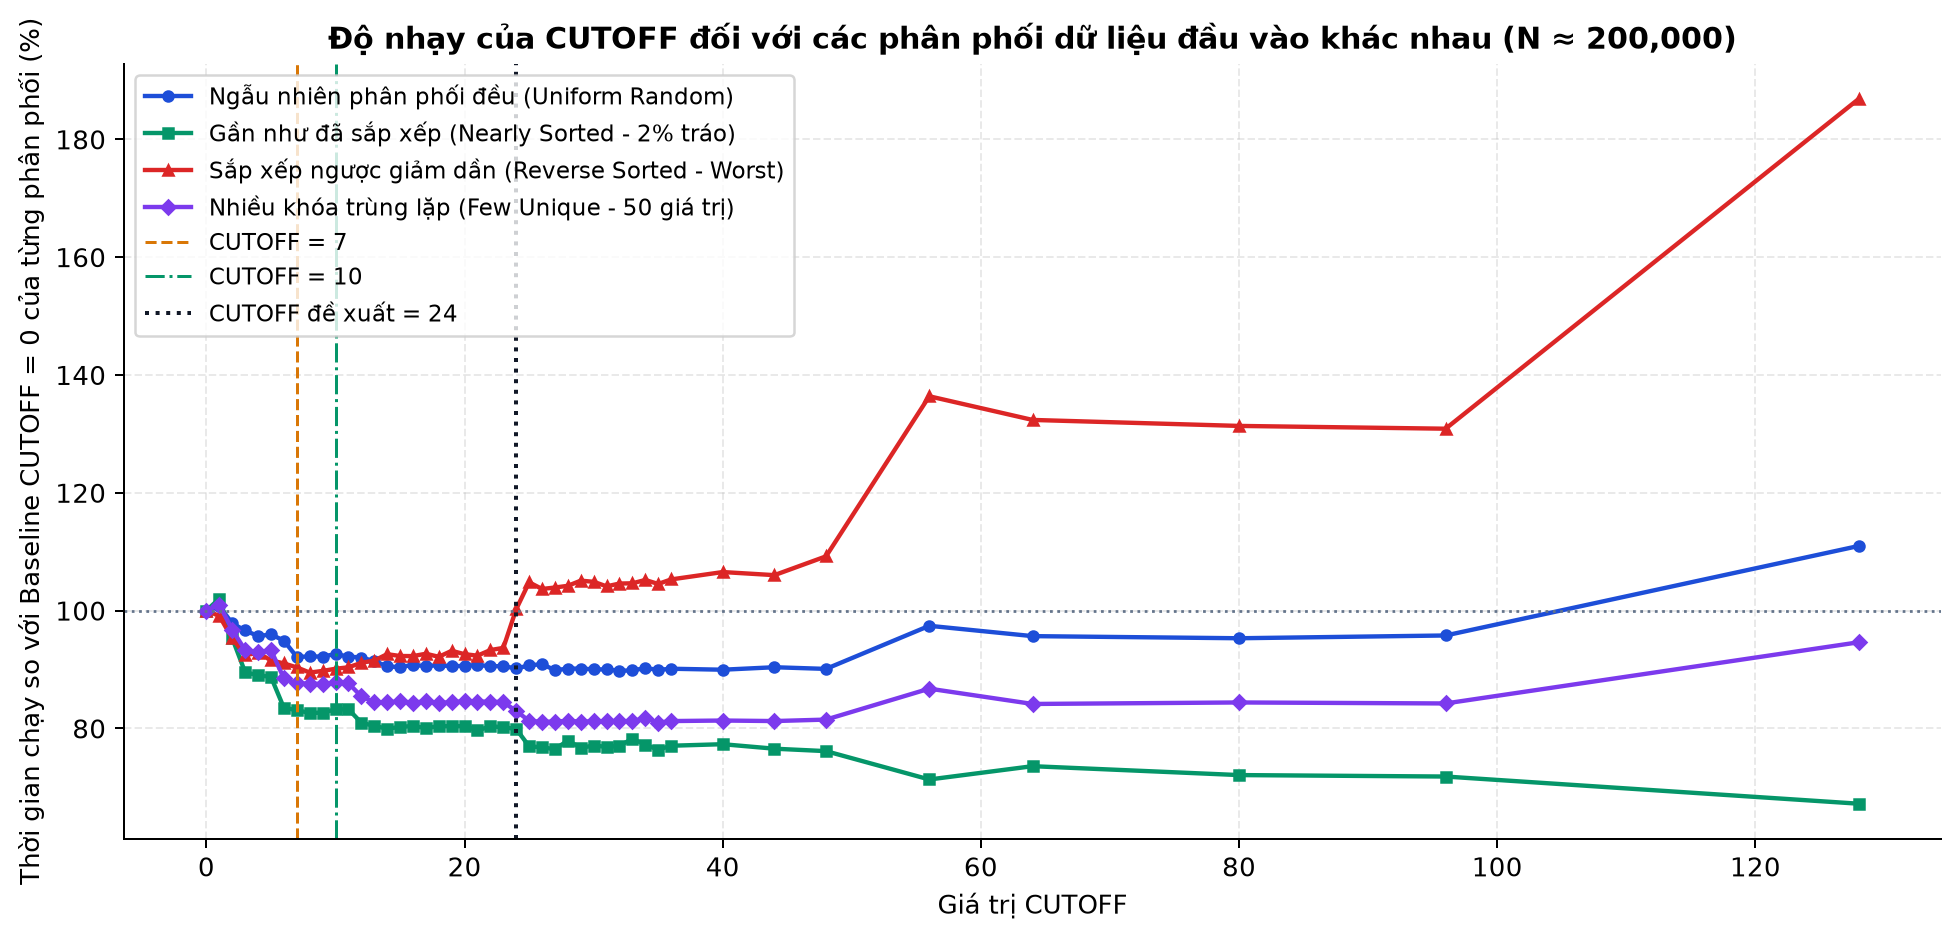 Độ nhạy của CUTOFF đối với các phân phối dữ liệu đầu vào khác nhau (N ≈ 200,000)
Thời gian chạy so với Baseline CUTOFF = 0 của từng phân phối (%)
Ngẫu nhiên phân phối đều (Uniform Random)
Gần như đã sắp xếp (Nearly Sorted - 2% tráo)
Sắp xếp ngược giảm dần (Reverse Sorted - Worst)
Nhiều khóa trùng lặp (Few Unique - 50 giá trị)
CUTOFF = 7
CUTOFF = 10
CUTOFF đề xuất = 24
180
160
140
120
100
80
0 20 40 60 80 100 120
Giá trị CUTOFF